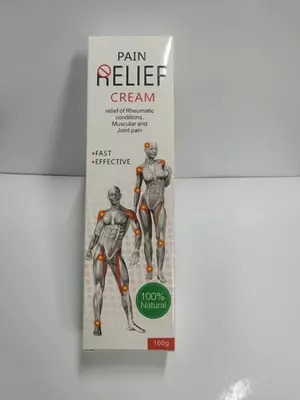 PAIN
RELIEF
CREAM
relief of Rheumatic
conditions,
Muscular and
Joint pain
•FAST
•EFFECTIVE
100%
Natural
100g